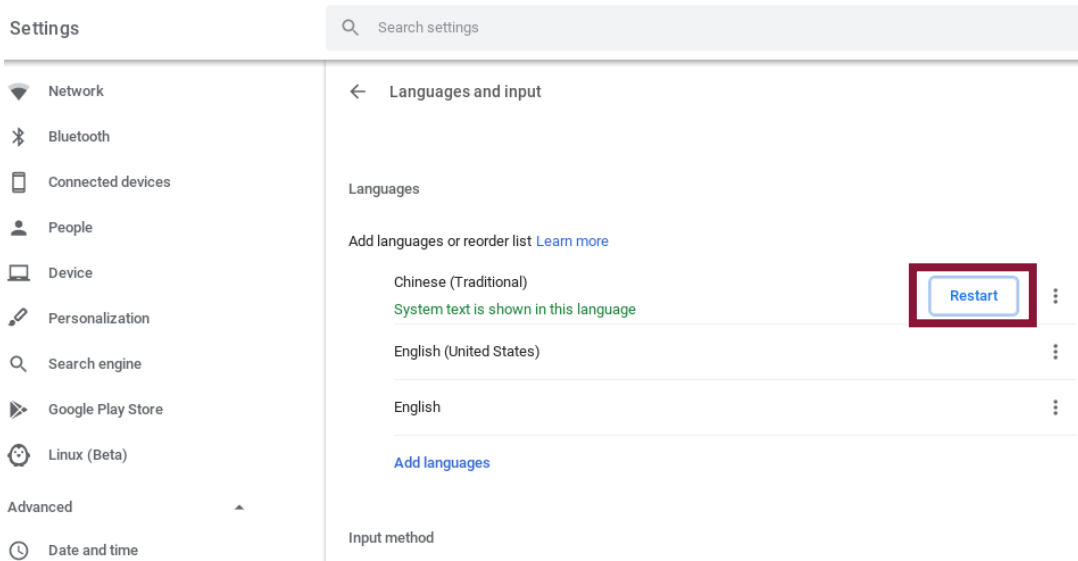 Settings
Search settings
Network
Bluetooth
Connected devices
People
Device
Personalization
Search engine
Google Play Store
Linux (Beta)
Advanced
Date and time
Languages and input
Languages
Add languages or reorder list Learn more
Chinese (Traditional)
System text is shown in this language
Restart
English (United States)
English
Add languages
Input method